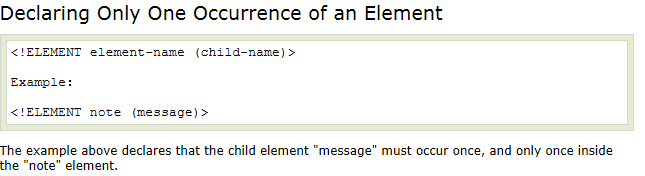 Declaring Only One Occurrence of an Element
<!ELEMENT element-name (child-name)>
Example:
<!ELEMENT note (message)>
The example above declares that the child element "message" must occur once, and only once inside
the "note" element.